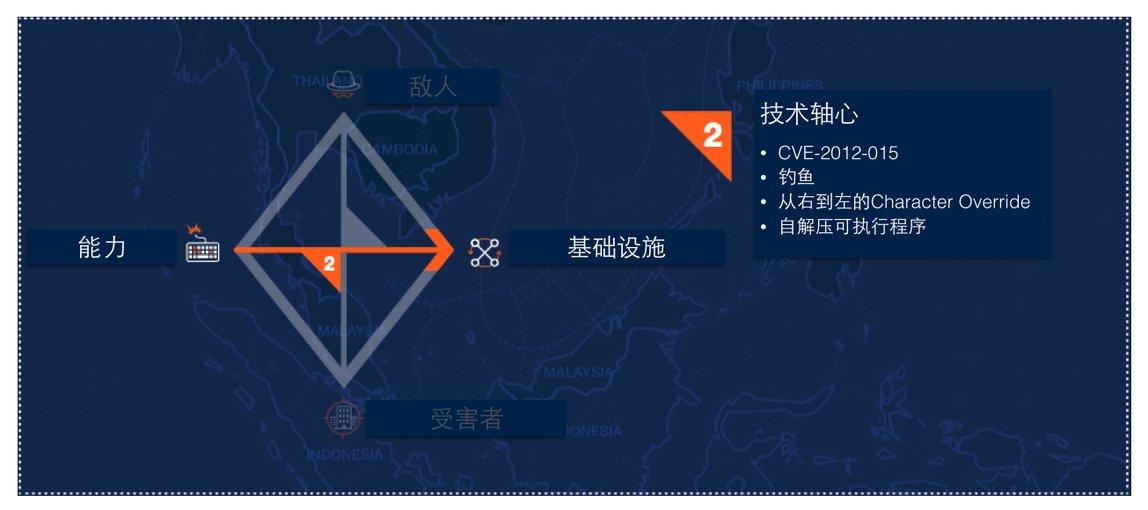 THAILAND
敌人
PHILIPPINES
CAMBODIA
2
技术轴心
• CVE-2012-015
• 钓鱼
• 从右到左的Character Override
• 自解压可执行程序
能力
基础设施
2
MALAYSIA
MALAYSIA
受害者
INDONESIA